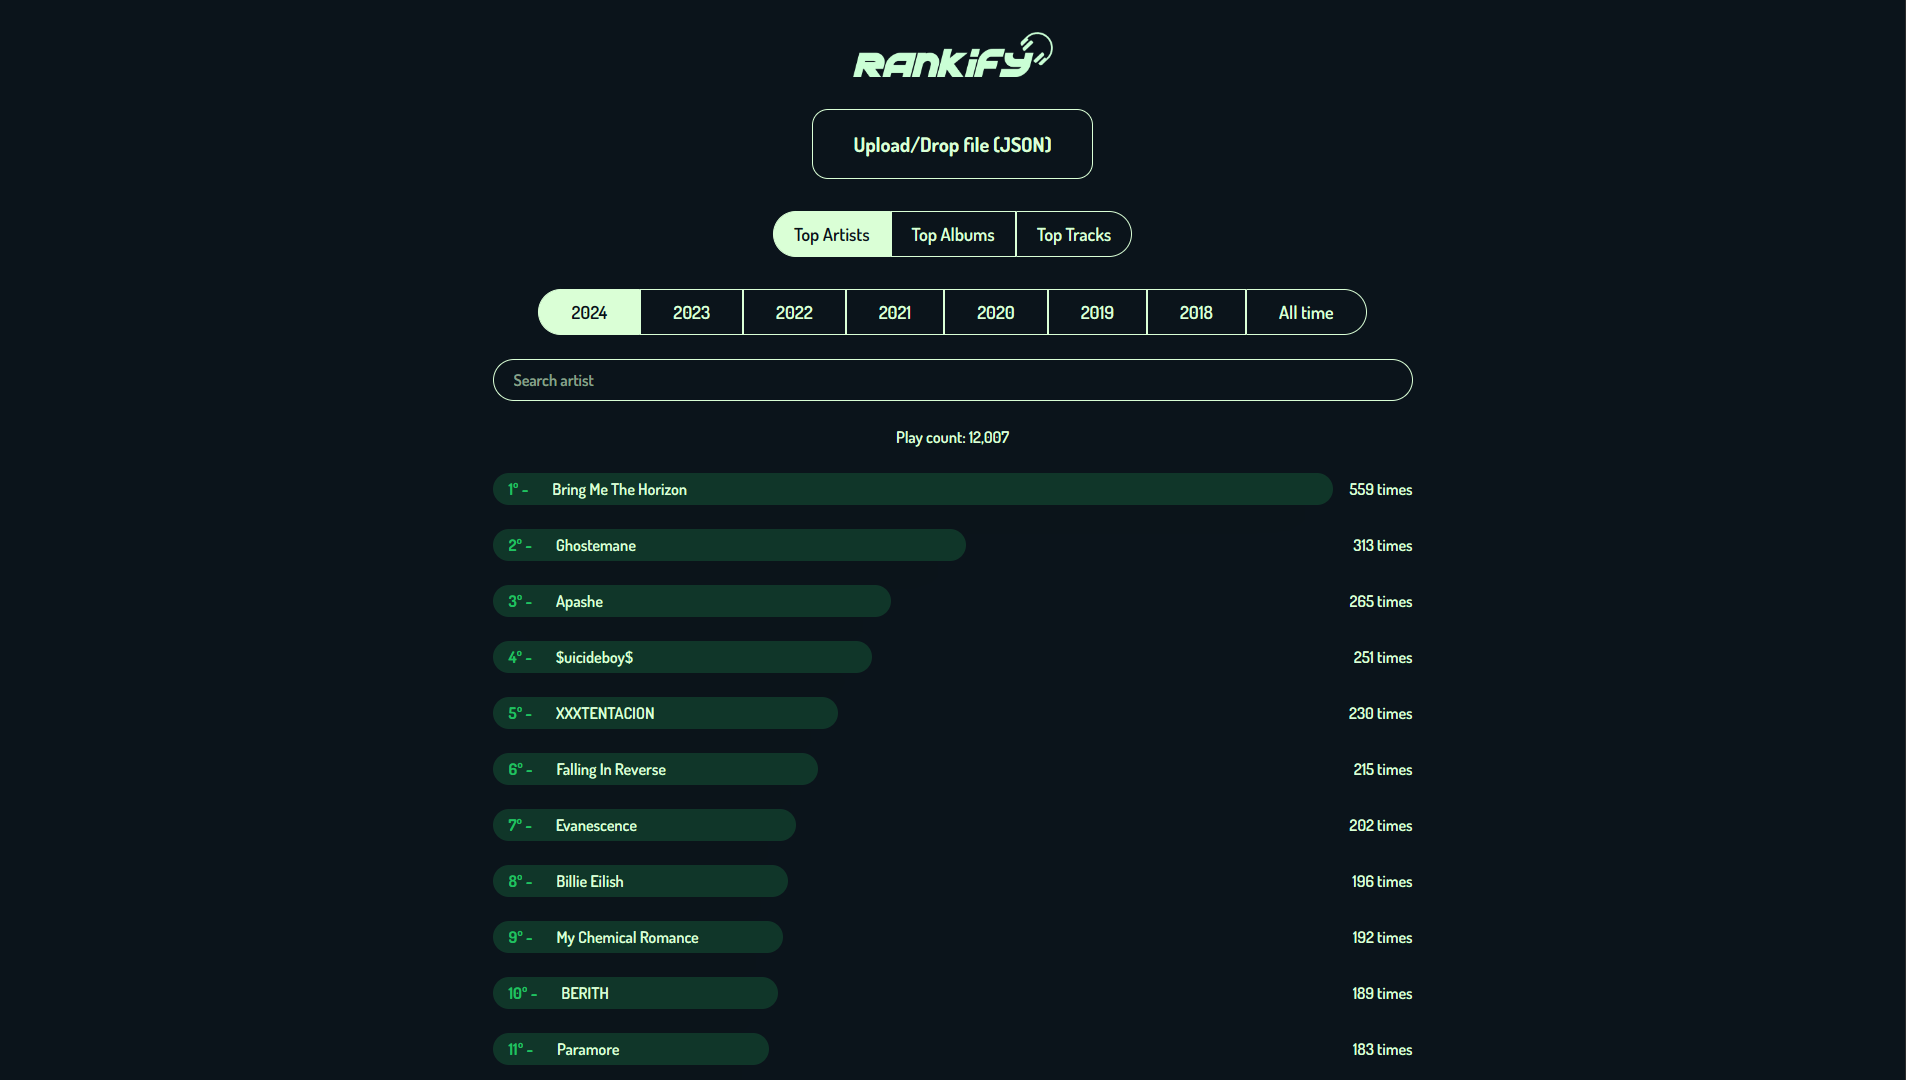 RANKIFY
Upload/Drop file (JSON)
Top Artists Top Albums Top Tracks
2024 2023 2022 2021 2020 2019 2018 All time
Search artist
Play count: 12,007
1° - Bring Me The Horizon 559 times
2° - Ghostemane 313 times
3° - Apashe 265 times
4° - $uicideboy$ 251 times
5° - XXXTENTACION 230 times
6° - Falling In Reverse 215 times
7° - Evanescence 202 times
8° - Billie Eilish 196 times
9° - My Chemical Romance 192 times
10° - BERITH 189 times
11° - Paramore 183 times